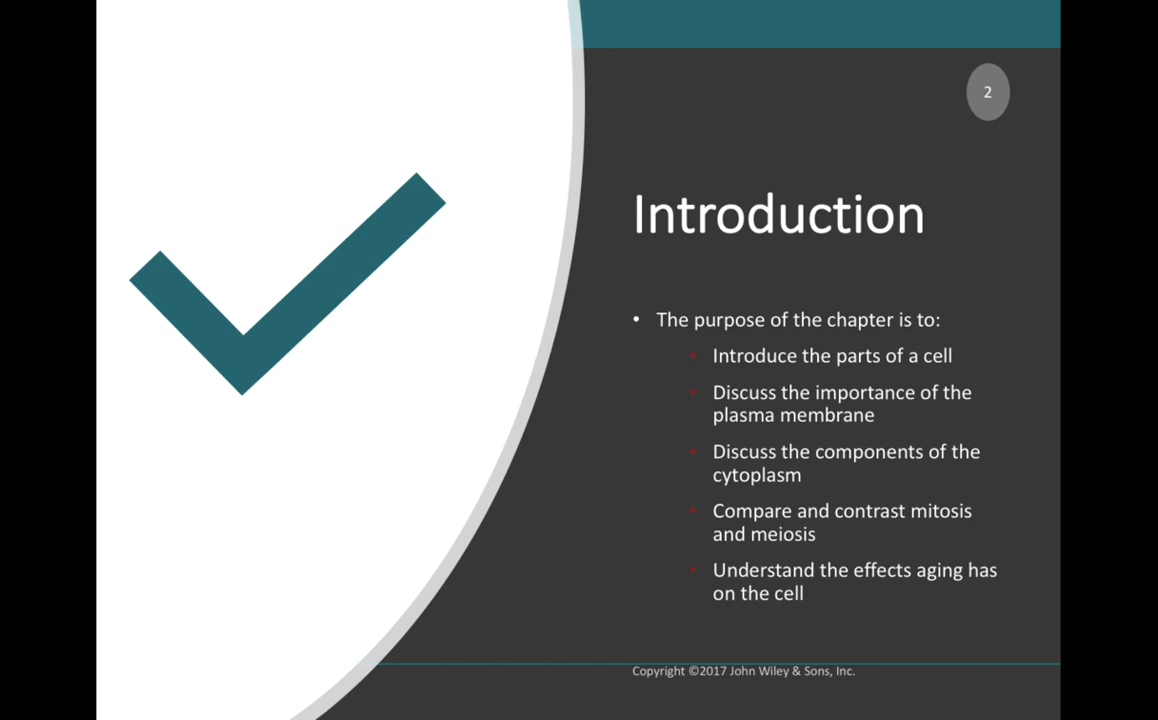 2
Introduction
• The purpose of the chapter is to:
• Introduce the parts of a cell
• Discuss the importance of the
plasma membrane
• Discuss the components of the
cytoplasm
• Compare and contrast mitosis
and meiosis
• Understand the effects aging has
on the cell
Copyright ©2017 John Wiley & Sons, Inc.